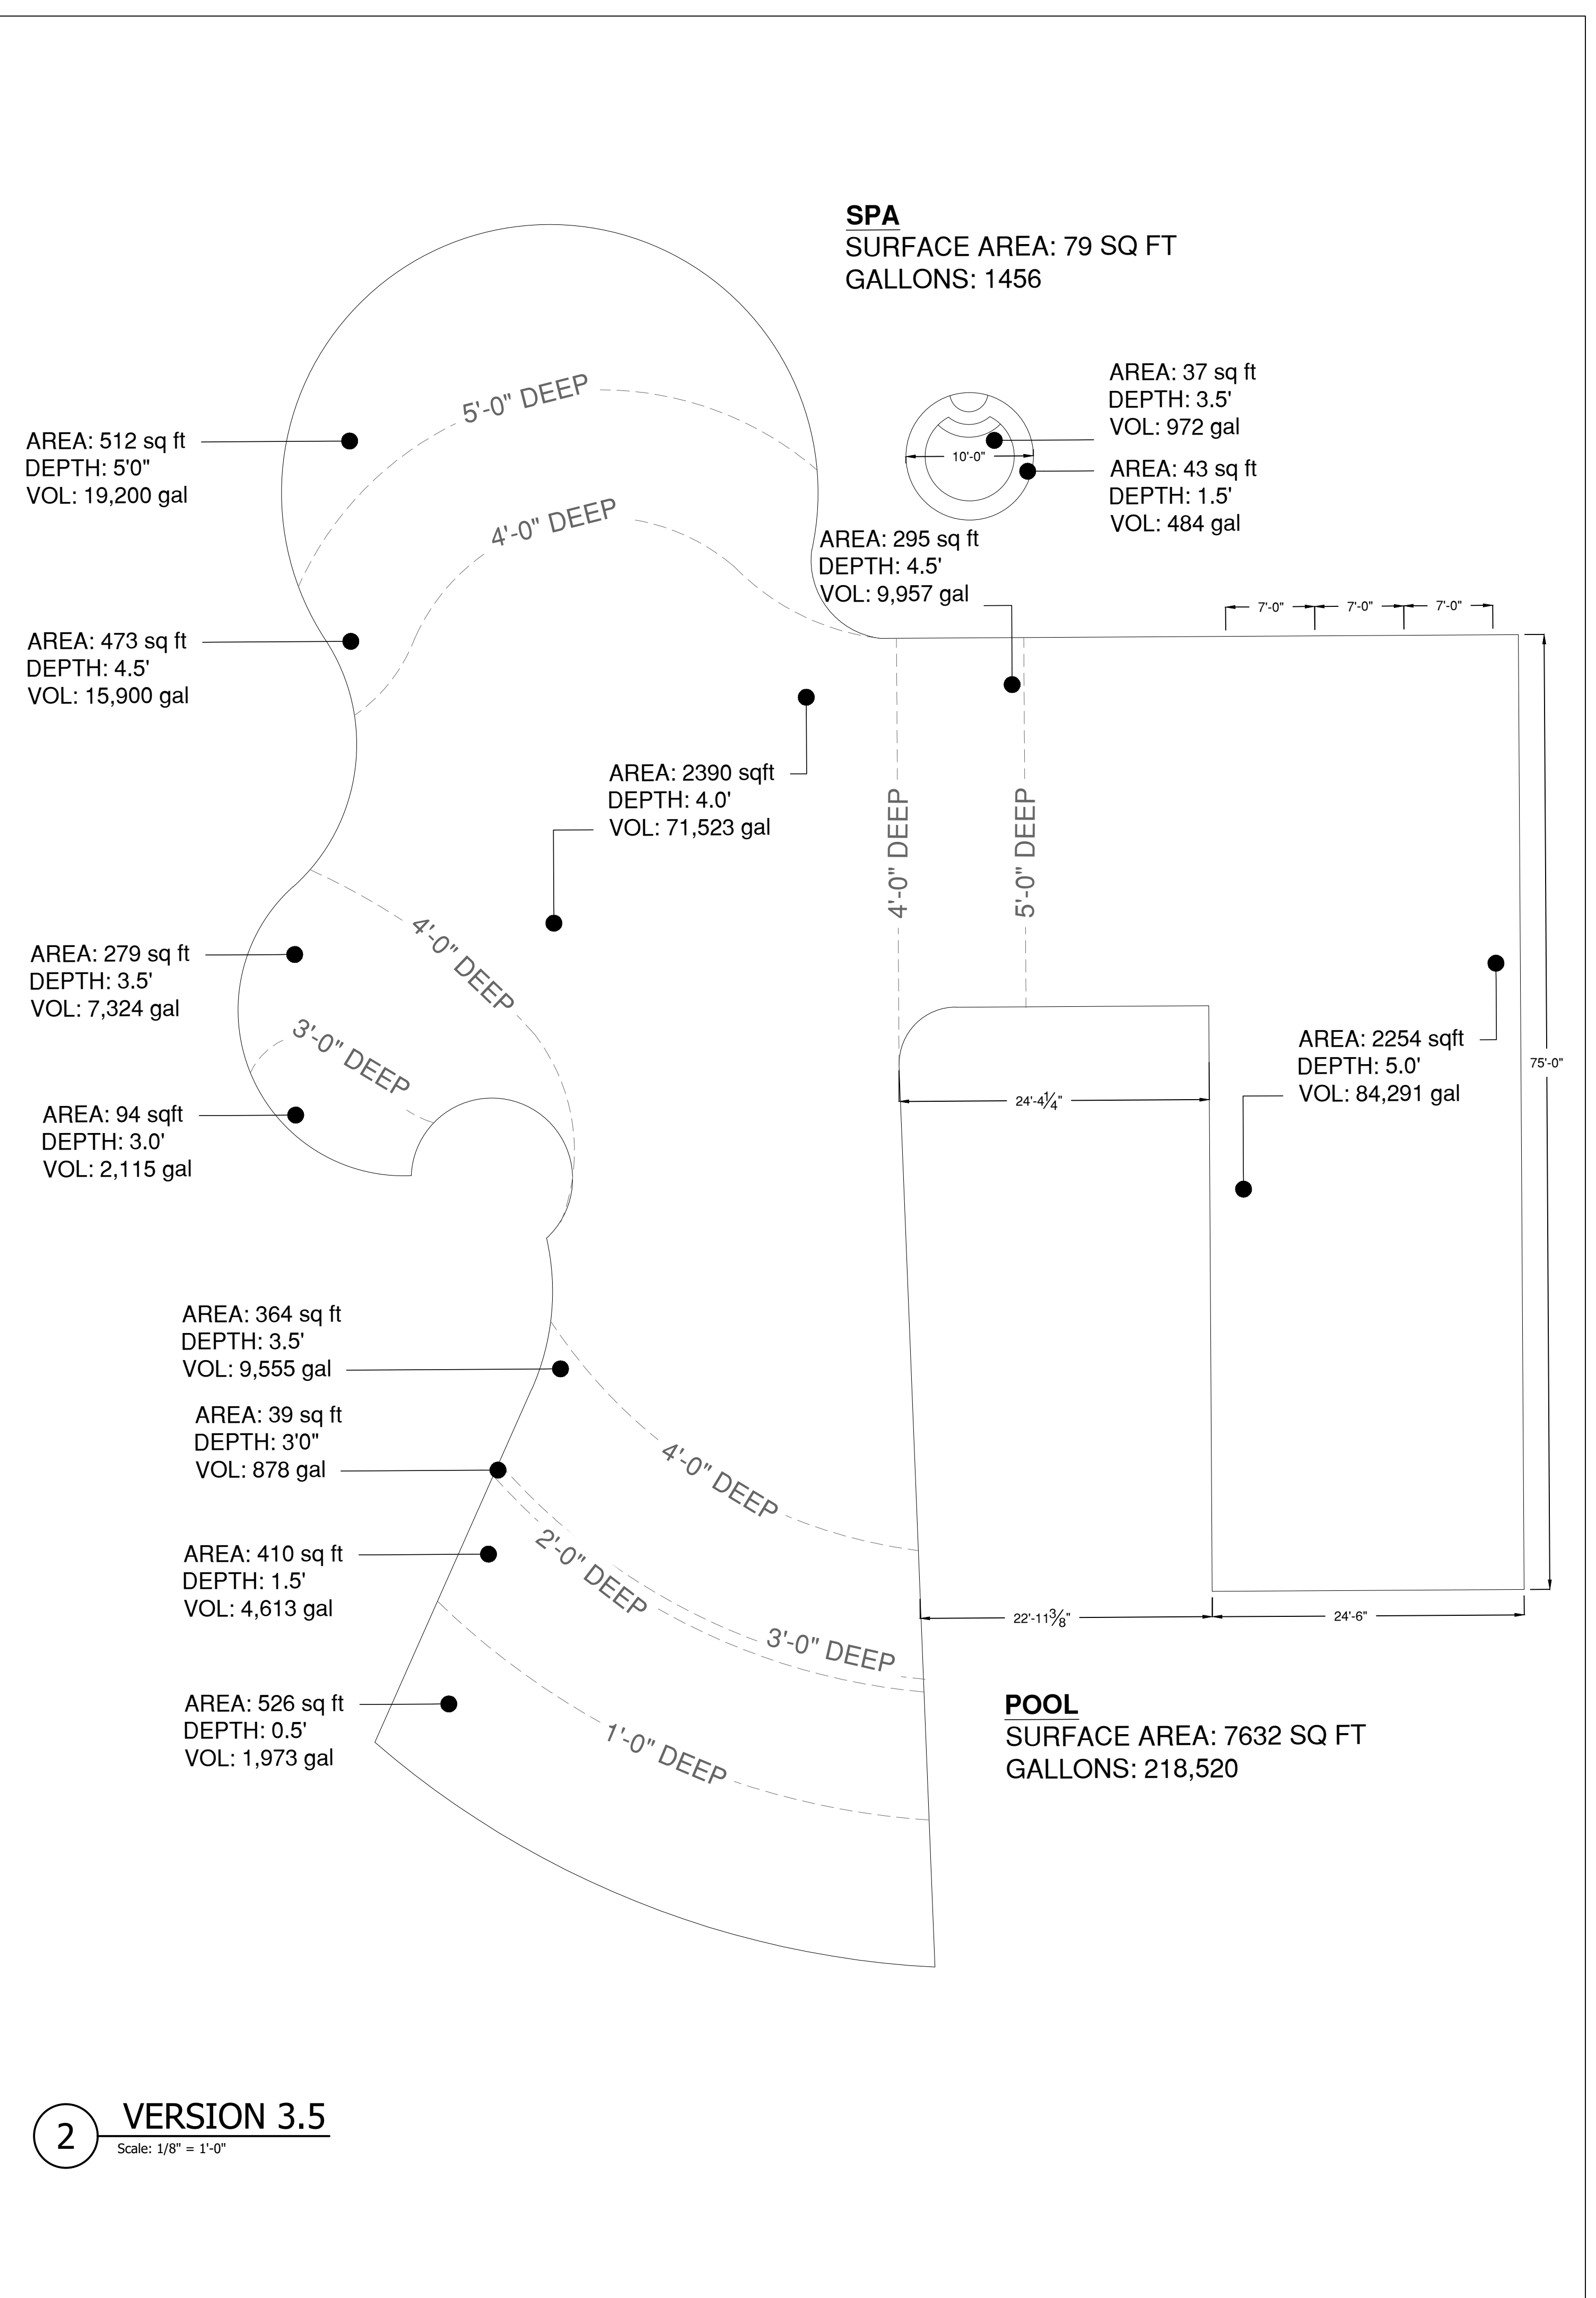 SPA
SURFACE AREA: 79 SQ FT
GALLONS: 1456
AREA: 37 sq ft
DEPTH: 3.5'
VOL: 972 gal
10'-0"
AREA: 43 sq ft
DEPTH: 1.5'
VOL: 484 gal
5'-0" DEEP
AREA: 512 sq ft
DEPTH: 5'0"
VOL: 19,200 gal
4'-0" DEEP
AREA: 295 sq ft
DEPTH: 4.5'
VOL: 9,957 gal
7'-0"
7'-0"
7'-0"
AREA: 473 sq ft
DEPTH: 4.5'
VOL: 15,900 gal
AREA: 2390 sqft
DEPTH: 4.0'
VOL: 71,523 gal
4'-0" DEEP
5'-0" DEEP
AREA: 279 sq ft
DEPTH: 3.5'
VOL: 7,324 gal
4'-0" DEEP
3'-0" DEEP
AREA: 2254 sqft
DEPTH: 5.0'
VOL: 84,291 gal
75'-0"
24'-4¼"
AREA: 94 sqft
DEPTH: 3.0'
VOL: 2,115 gal
AREA: 364 sq ft
DEPTH: 3.5'
VOL: 9,555 gal
AREA: 39 sq ft
DEPTH: 3'0"
VOL: 878 gal
4'-0" DEEP
AREA: 410 sq ft
DEPTH: 1.5'
VOL: 4,613 gal
2'-0" DEEP
22'-11⅜"
24'-6"
3'-0" DEEP
AREA: 526 sq ft
DEPTH: 0.5'
VOL: 1,973 gal
1'-0" DEEP
POOL
SURFACE AREA: 7632 SQ FT
GALLONS: 218,520
2
VERSION 3.5
Scale: 1/8" = 1'-0"